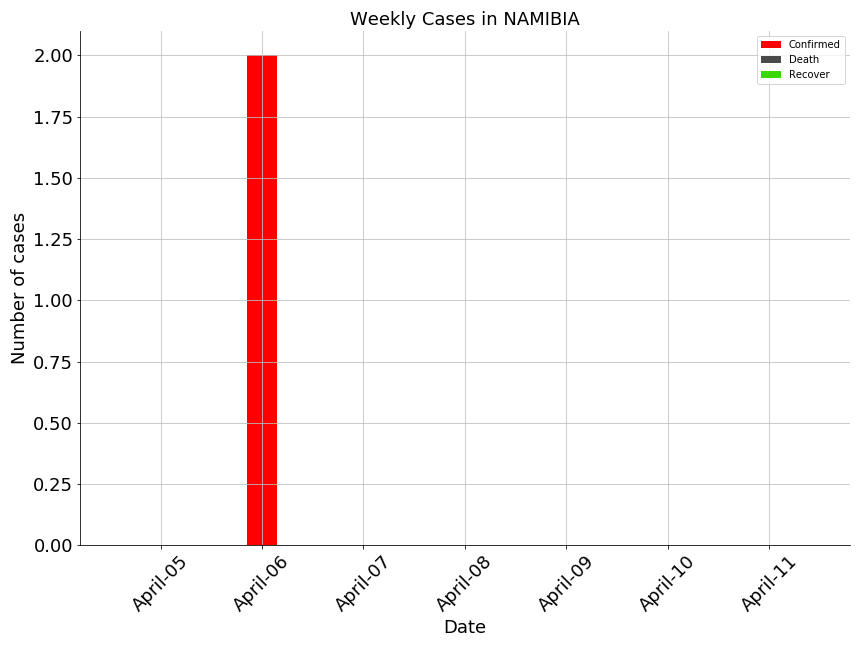 Weekly Cases in NAMIBIA
Confirmed
Death
Recover
Number of cases
2.00
1.75
1.50
1.25
1.00
0.75
0.50
0.25
0.00
April-05
April-06
April-07
April-08
April-09
April-10
April-11
Date